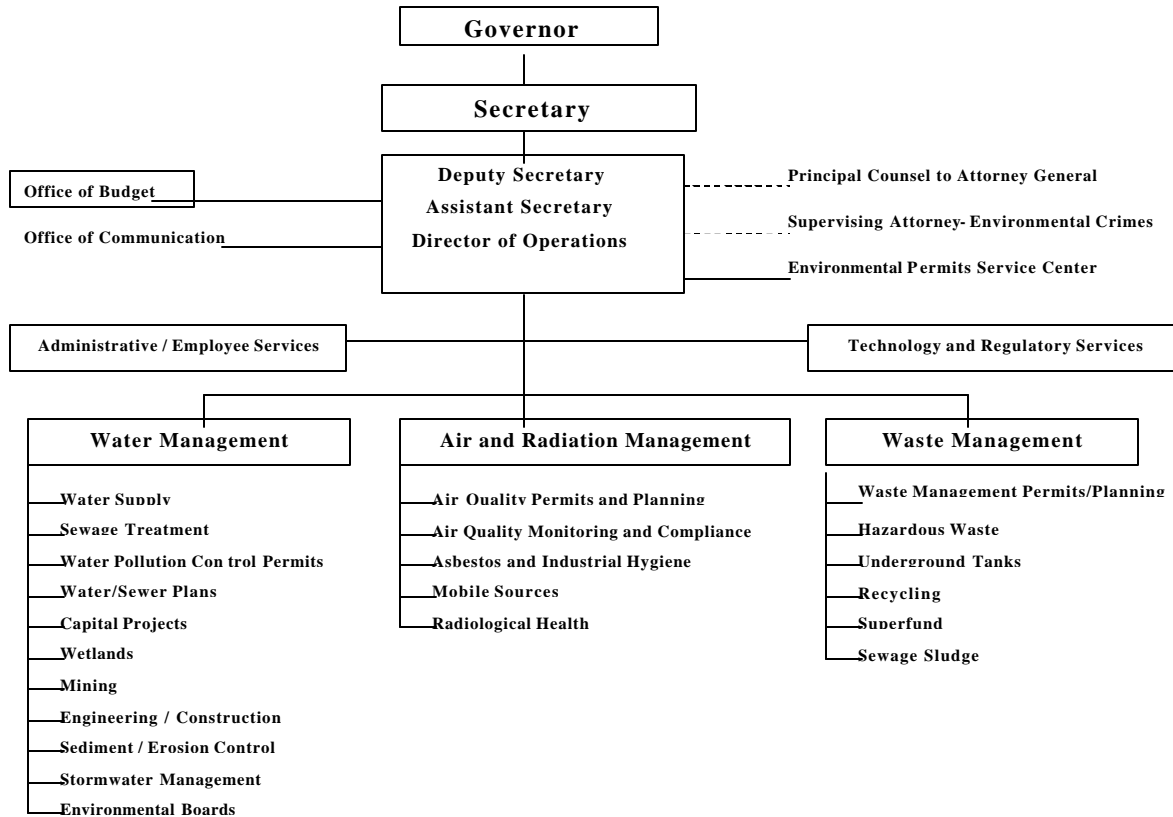 Governor
Secretary
Deputy Secretary
Assistant Secretary
Director of Operations
Office of Budget
Office of Communication
Principal Counsel to Attorney General
Supervising Attorney- Environmental Crimes
Environmental Permits Service Center
Administrative / Employee Services
Technology and Regulatory Services
Water Management
Water Supply
Sewage Treatment
Water Pollution Con trol Permits
Water/Sewer Plans
Capital Projects
Wetlands
Mining
Engineering / Construction
Sediment / Erosion Control
Stormwater Management
Environmental Boards
Air and Radiation Management
Air Quality Permits and Planning
Air Quality Monitoring and Compliance
Asbestos and Industrial Hygiene
Mobile Sources
Radiological Health
Waste Management
Waste Management Permits/Planning
Hazardous Waste
Underground Tanks
Recycling
Superfund
Sewage Sludge